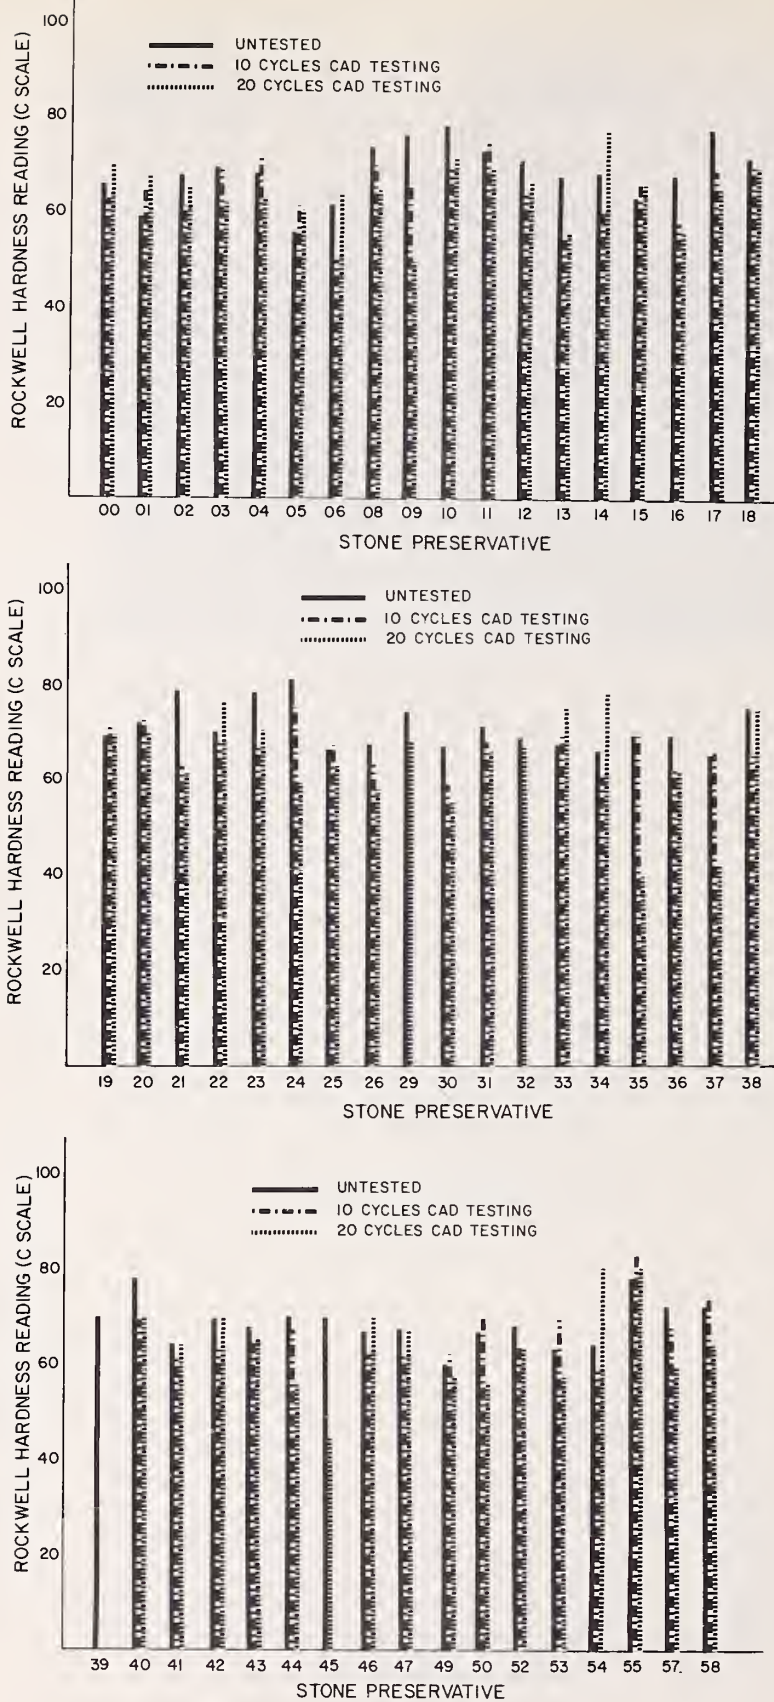 100
80
60
40
20
ROCKWELL HARDNESS READING (C SCALE)
UNTESTED
10 CYCLES CAD TESTING
20 CYCLES CAD TESTING
00 01 02 03 04 05 06 08 09 10 11 12 13 14 15 16 17 18
STONE PRESERVATIVE
100
80
60
40
20
ROCKWELL HARDNESS READING (C SCALE)
UNTESTED
10 CYCLES CAD TESTING
20 CYCLES CAD TESTING
19 20 21 22 23 24 25 26 29 30 31 32 33 34 35 36 37 38
STONE PRESERVATIVE
100
80
60
40
20
ROCKWELL HARDNESS READING (C SCALE)
UNTESTED
10 CYCLES CAD TESTING
20 CYCLES CAD TESTING
39 40 41 42 43 44 45 46 47 49 50 52 53 54 55 57. 58
STONE PRESERVATIVE